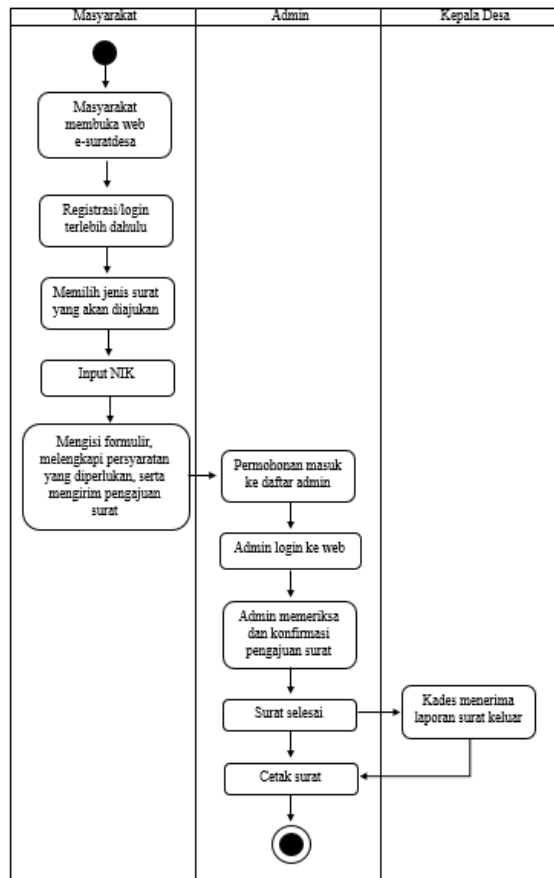 Masyarakat
Admin
Kepala Desa
Masyarakat
membuka web
e-suratdesa
Registrasi/login
terlebih dahulu
Memilih jenis surat
yang akan diajukan
Input NIK
Mengisi formulir,
melengkapi persyaratan
yang diperlukan, serta
mengirim pengajuan
surat
Permohonan masuk
ke daftar admin
Admin login ke web
Admin memeriksa
dan konfirmasi
pengajuan surat
Surat selesai
Kades menerima
laporan surat keluar
Cetak surat